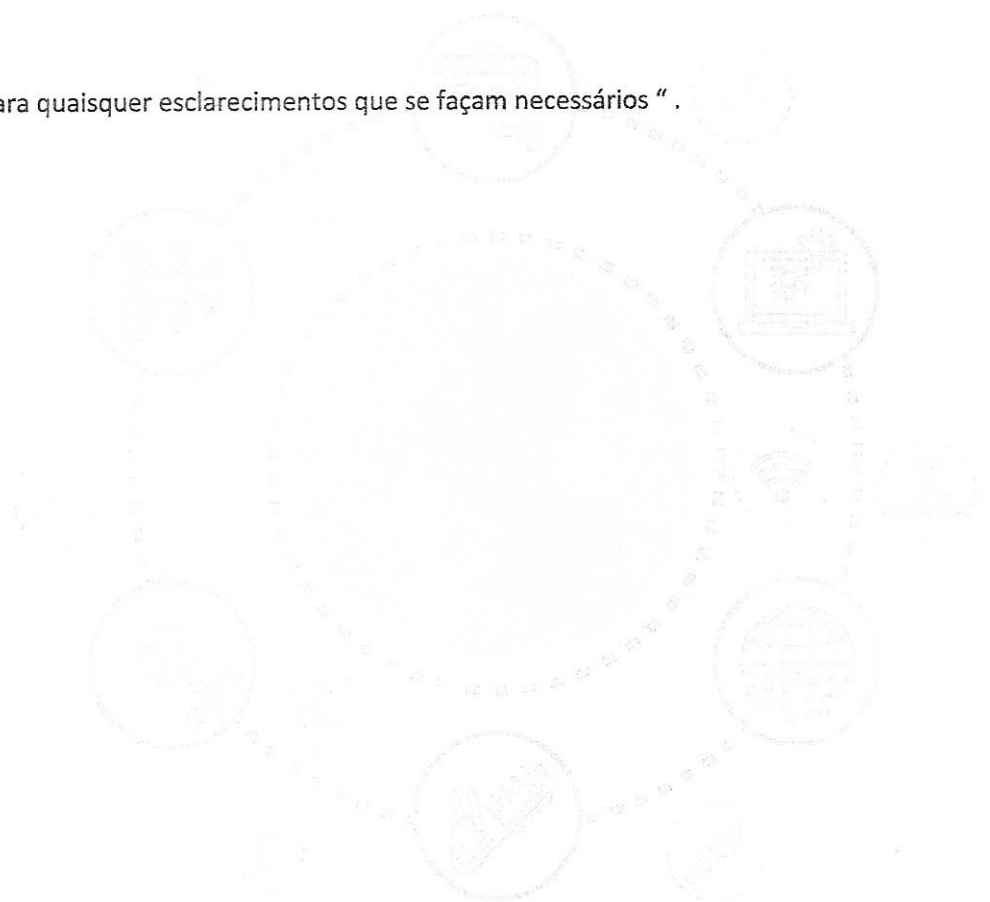 ara quaisquer esclarecimentos que se façam necessários “ .